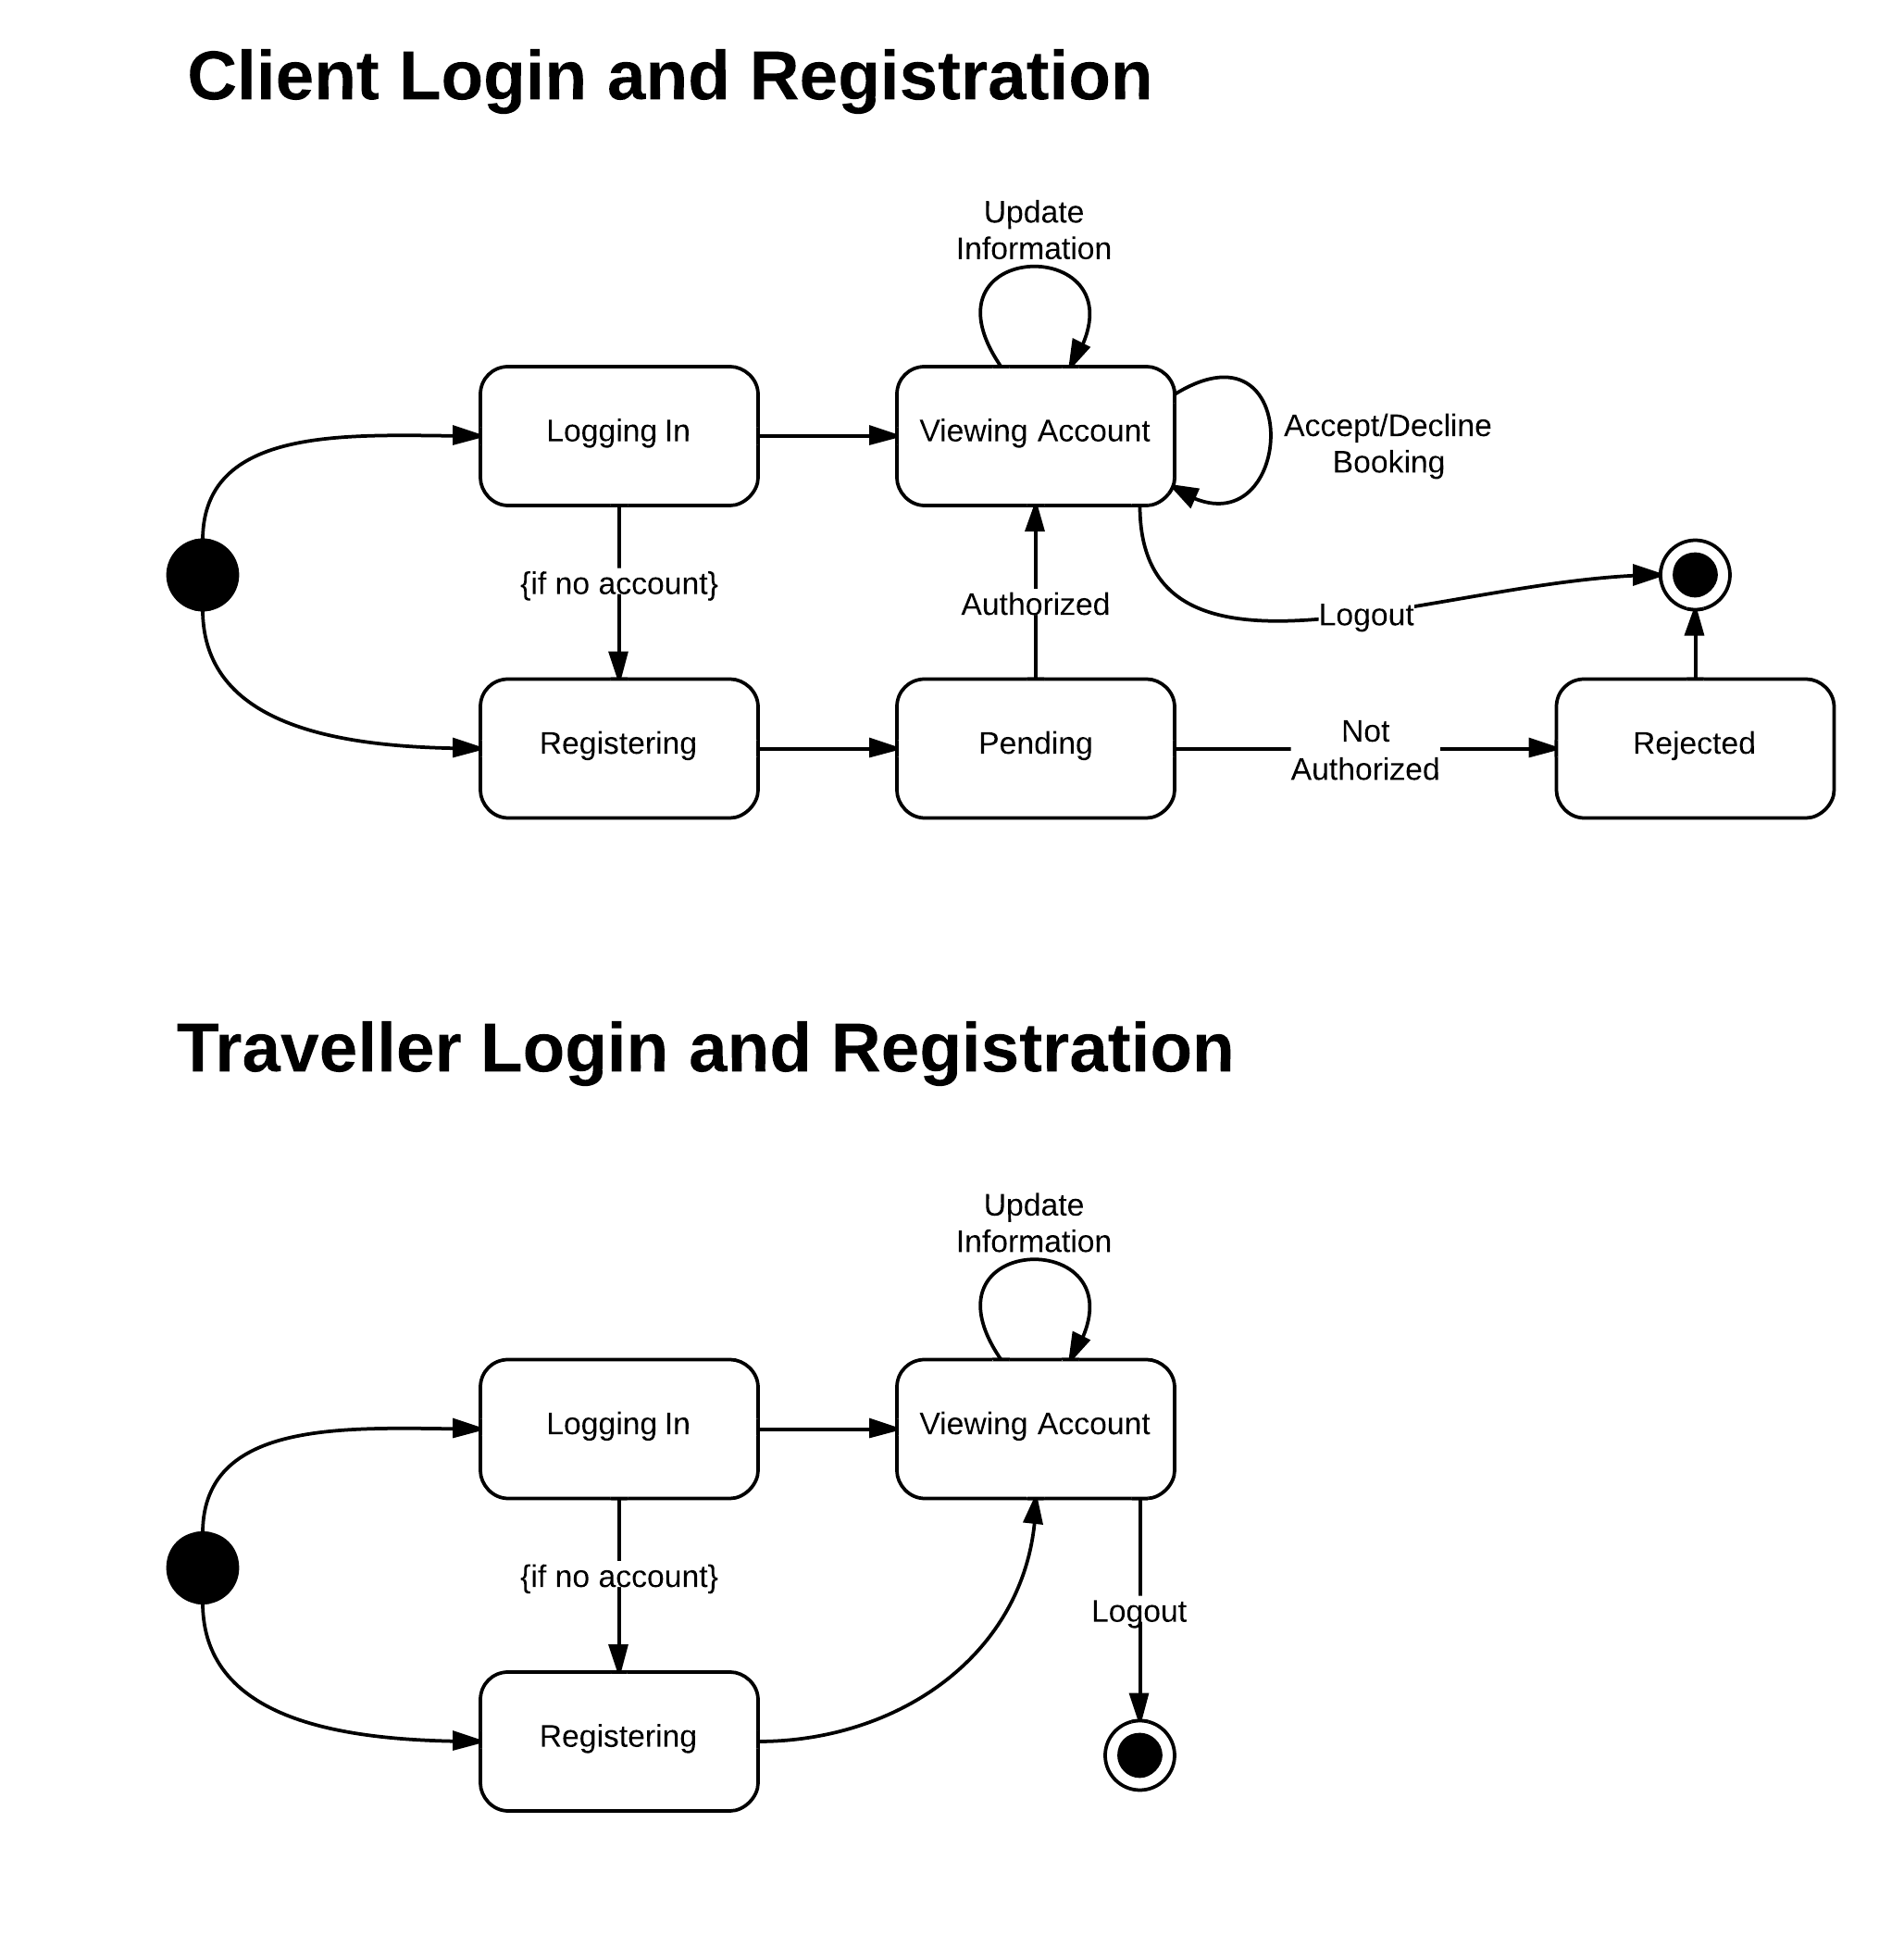 Client Login and Registration
Update
Information
Logging In
Viewing Account
Accept/Decline
Booking
{if no account}
Authorized
Logout
Registering
Pending
Not
Authorized
Rejected
Traveller Login and Registration
Update
Information
Logging In
Viewing Account
{if no account}
Logout
Registering